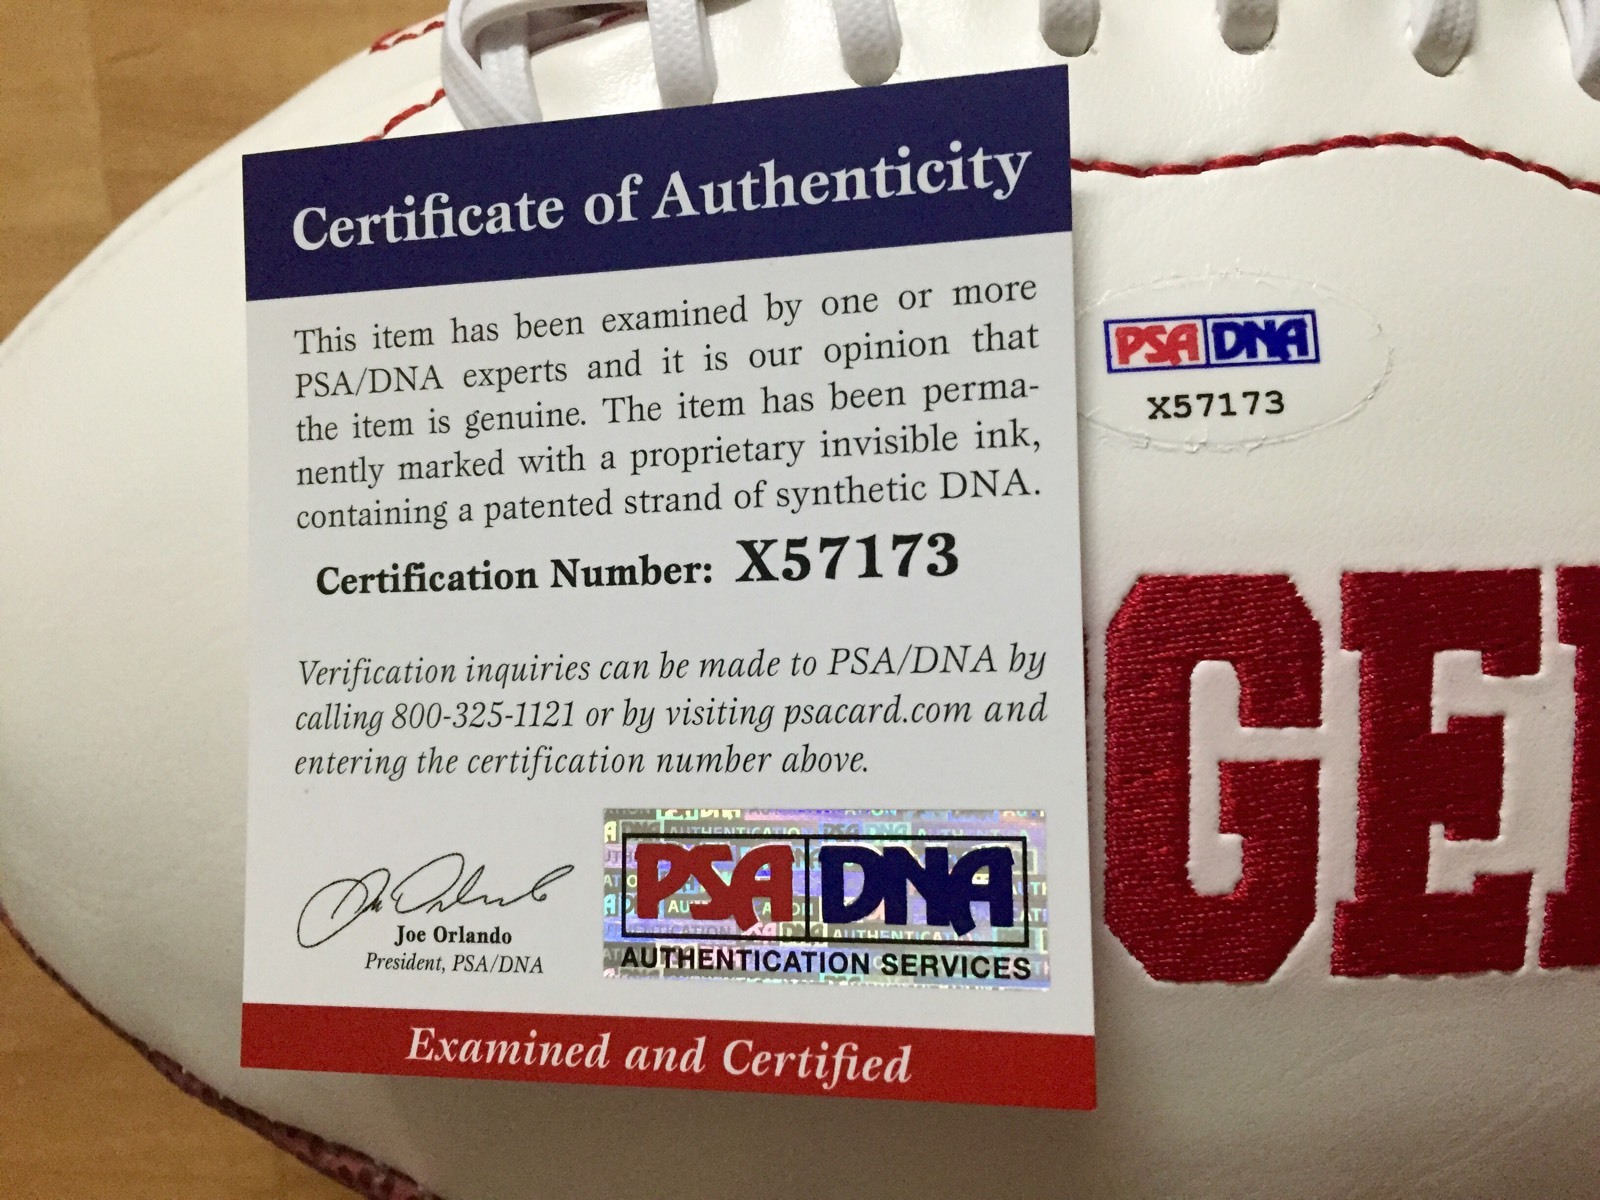 Certificate of Authenticity
This item has been examined by one or more
PSA/DNA experts and it is our opinion that
the item is genuine. The item has been perma-
nently marked with a proprietary invisible ink,
containing a patented strand of synthetic DNA.
Certification Number: X57173
Verification inquiries can be made to PSA/DNA by
calling 800-325-1121 or by visiting psacard.com and
entering the certification number above.
Joe Orlando
President, PSA/DNA
PSA DNA
AUTHENTICATION SERVICES
Examined and Certified
PSA DNA
X57173
GE